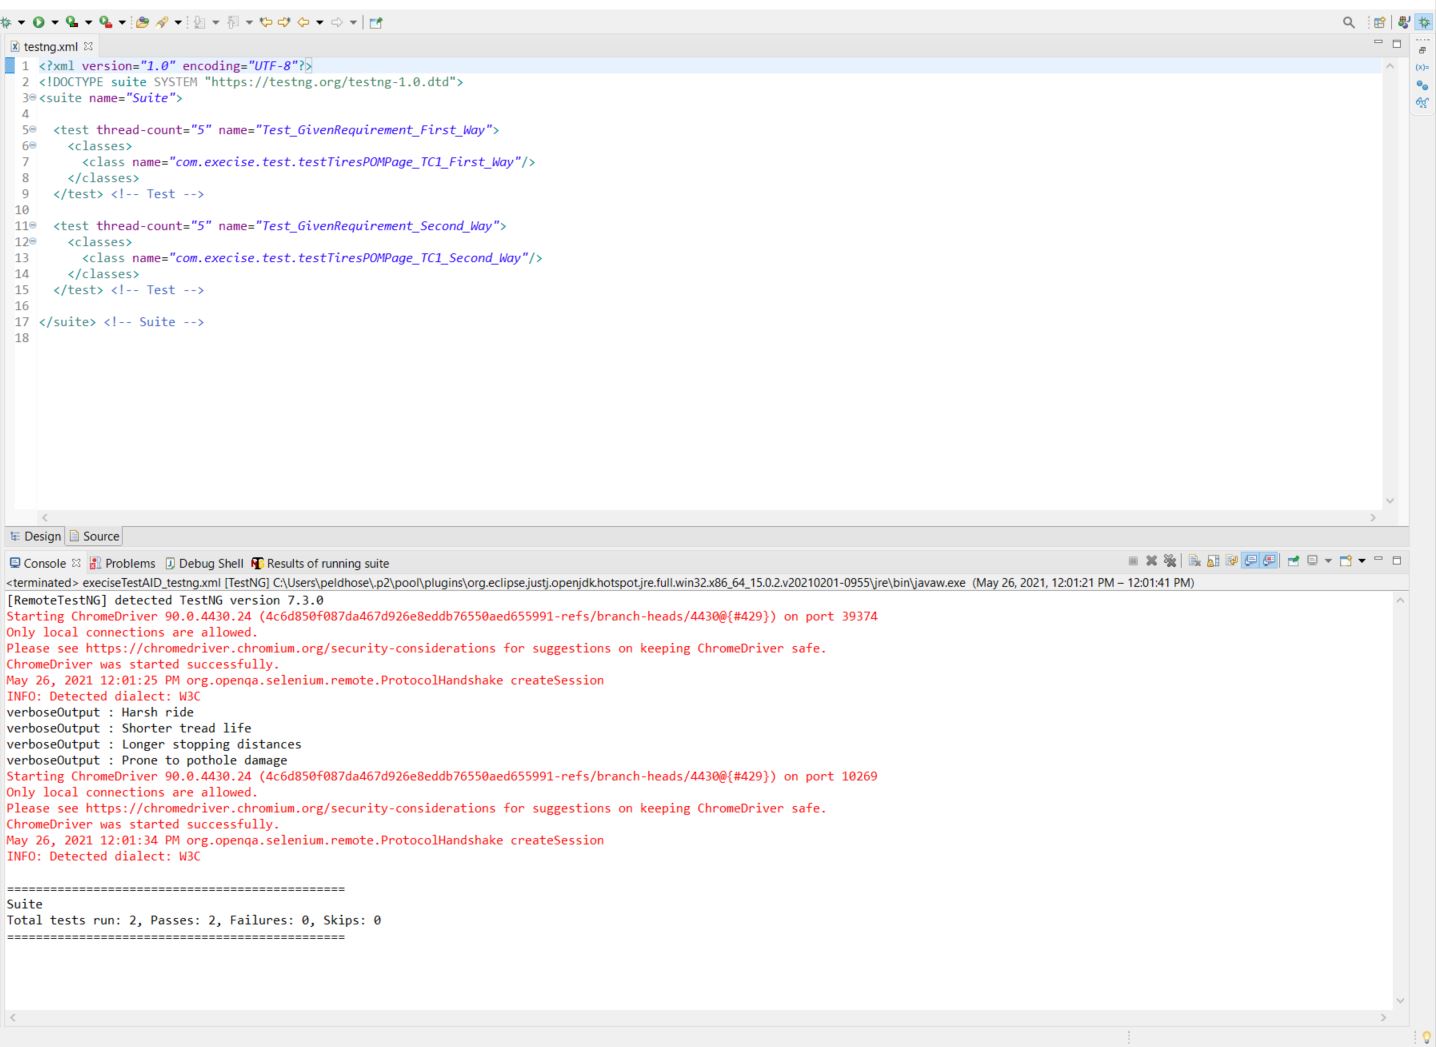 testng.xml
1 <?xml version="1.0" encoding="UTF-8"?>
2 <!DOCTYPE suite SYSTEM "https://testng.org/testng-1.0.dtd">
3 <suite name="Suite">
4
5 <test thread-count="5" name="Test_GivenRequirement_First_Way">
6 <classes>
7 <class name="com.execise.test.testTiresPOMPage_TC1_First_Way"/>
8 </classes>
9 </test> <!-- Test -->
10
11 <test thread-count="5" name="Test_GivenRequirement_Second_Way">
12 <classes>
13 <class name="com.execise.test.testTiresPOMPage_TC1_Second_Way"/>
14 </classes>
15 </test> <!-- Test -->
16
17 </suite> <!-- Suite -->
18
Design Source
Console Problems Debug Shell Results of running suite
<terminated> execiseTestAID_testng.xml [TestNG] C:\Users\peldhose\.p2\pool\plugins\org.eclipse.justj.openjdk.hotspot.jre.full.win32.x86_64_15.0.2.v20210201-0955\jre\bin\javaw.exe (May 26, 2021, 12:01:21 PM – 12:01:41 PM)
[RemoteTestNG] detected TestNG version 7.3.0
Starting ChromeDriver 90.0.4430.24 (4c6d850f087da467d926e8eddb76550aed655991-refs/branch-heads/4430@{#429}) on port 39374
Only local connections are allowed.
Please see https://chromedriver.chromium.org/security-considerations for suggestions on keeping ChromeDriver safe.
ChromeDriver was started successfully.
May 26, 2021 12:01:25 PM org.openqa.selenium.remote.ProtocolHandshake createSession
INFO: Detected dialect: W3C
verboseOutput : Harsh ride
verboseOutput : Shorter tread life
verboseOutput : Longer stopping distances
verboseOutput : Prone to pothole damage
Starting ChromeDriver 90.0.4430.24 (4c6d850f087da467d926e8eddb76550aed655991-refs/branch-heads/4430@{#429}) on port 10269
Only local connections are allowed.
Please see https://chromedriver.chromium.org/security-considerations for suggestions on keeping ChromeDriver safe.
ChromeDriver was started successfully.
May 26, 2021 12:01:34 PM org.openqa.selenium.remote.ProtocolHandshake createSession
INFO: Detected dialect: W3C
===============================================
Suite
Total tests run: 2, Passes: 2, Failures: 0, Skips: 0
===============================================